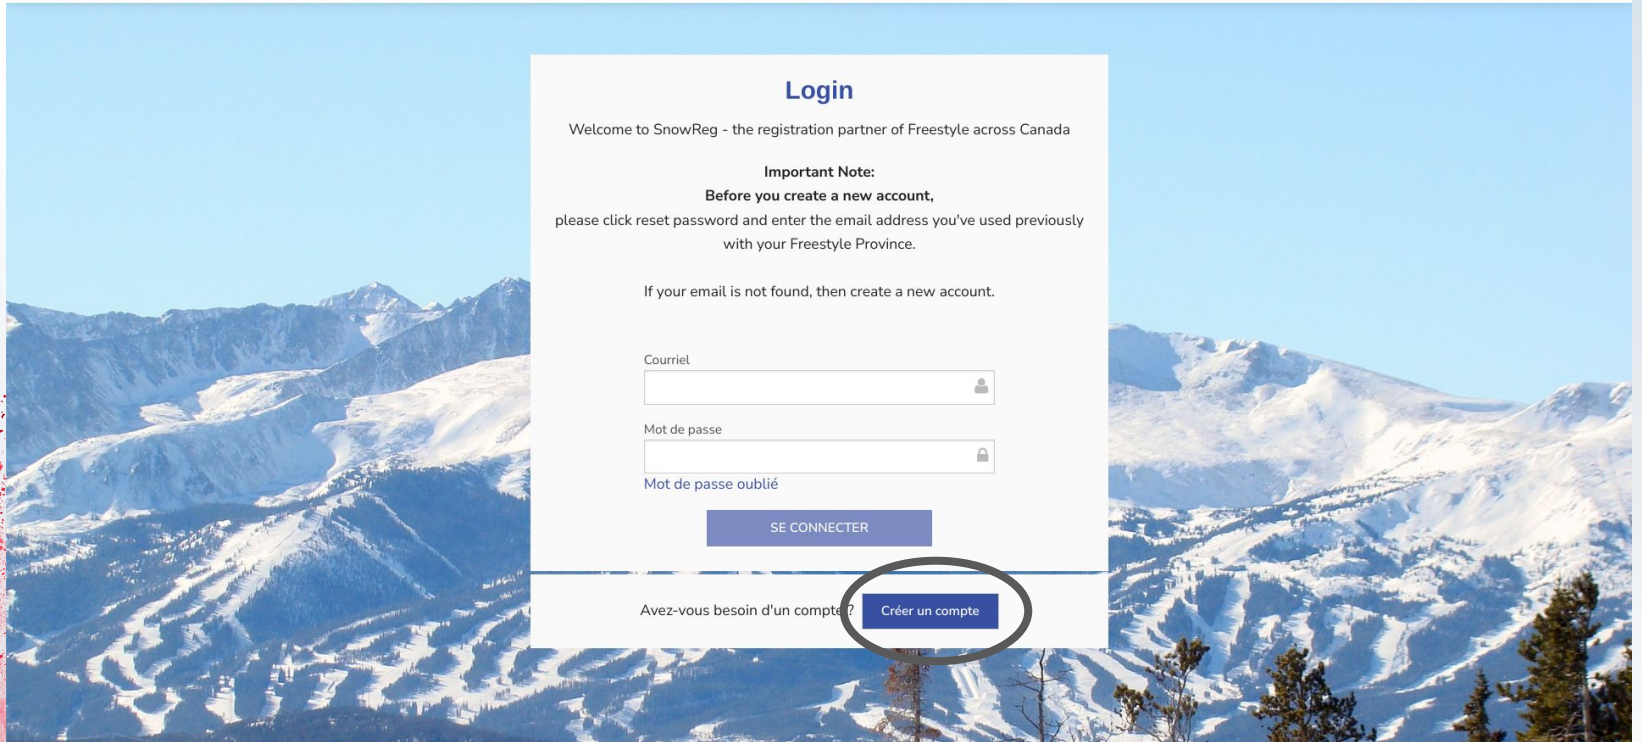 Login
Welcome to SnowReg - the registration partner of Freestyle across Canada
Important Note:
Before you create a new account,
please click reset password and enter the email address you've used previously
with your Freestyle Province.
If your email is not found, then create a new account.
Courriel
Mot de passe
Mot de passe oublié
SE CONNECTER
Avez-vous besoin d'un compte ? Créer un compte